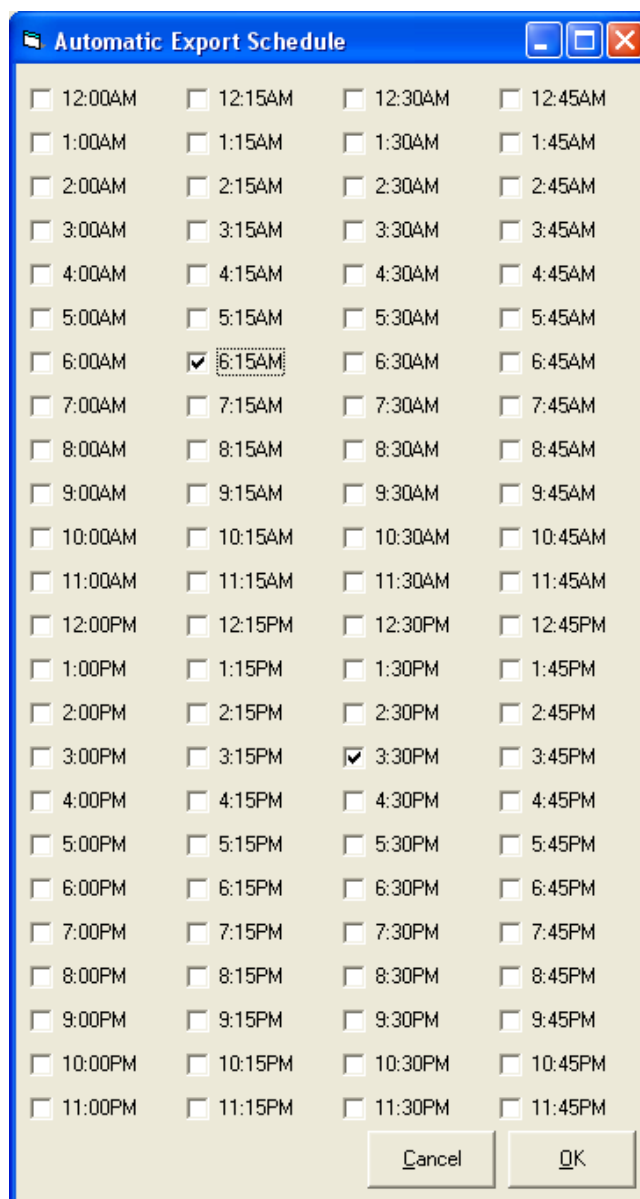 Automatic Export Schedule
12:00AM 12:15AM 12:30AM 12:45AM
1:00AM 1:15AM 1:30AM 1:45AM
2:00AM 2:15AM 2:30AM 2:45AM
3:00AM 3:15AM 3:30AM 3:45AM
4:00AM 4:15AM 4:30AM 4:45AM
5:00AM 5:15AM 5:30AM 5:45AM
6:00AM 6:15AM 6:30AM 6:45AM
7:00AM 7:15AM 7:30AM 7:45AM
8:00AM 8:15AM 8:30AM 8:45AM
9:00AM 9:15AM 9:30AM 9:45AM
10:00AM 10:15AM 10:30AM 10:45AM
11:00AM 11:15AM 11:30AM 11:45AM
12:00PM 12:15PM 12:30PM 12:45PM
1:00PM 1:15PM 1:30PM 1:45PM
2:00PM 2:15PM 2:30PM 2:45PM
3:00PM 3:15PM 3:30PM 3:45PM
4:00PM 4:15PM 4:30PM 4:45PM
5:00PM 5:15PM 5:30PM 5:45PM
6:00PM 6:15PM 6:30PM 6:45PM
7:00PM 7:15PM 7:30PM 7:45PM
8:00PM 8:15PM 8:30PM 8:45PM
9:00PM 9:15PM 9:30PM 9:45PM
10:00PM 10:15PM 10:30PM 10:45PM
11:00PM 11:15PM 11:30PM 11:45PM
Cancel OK